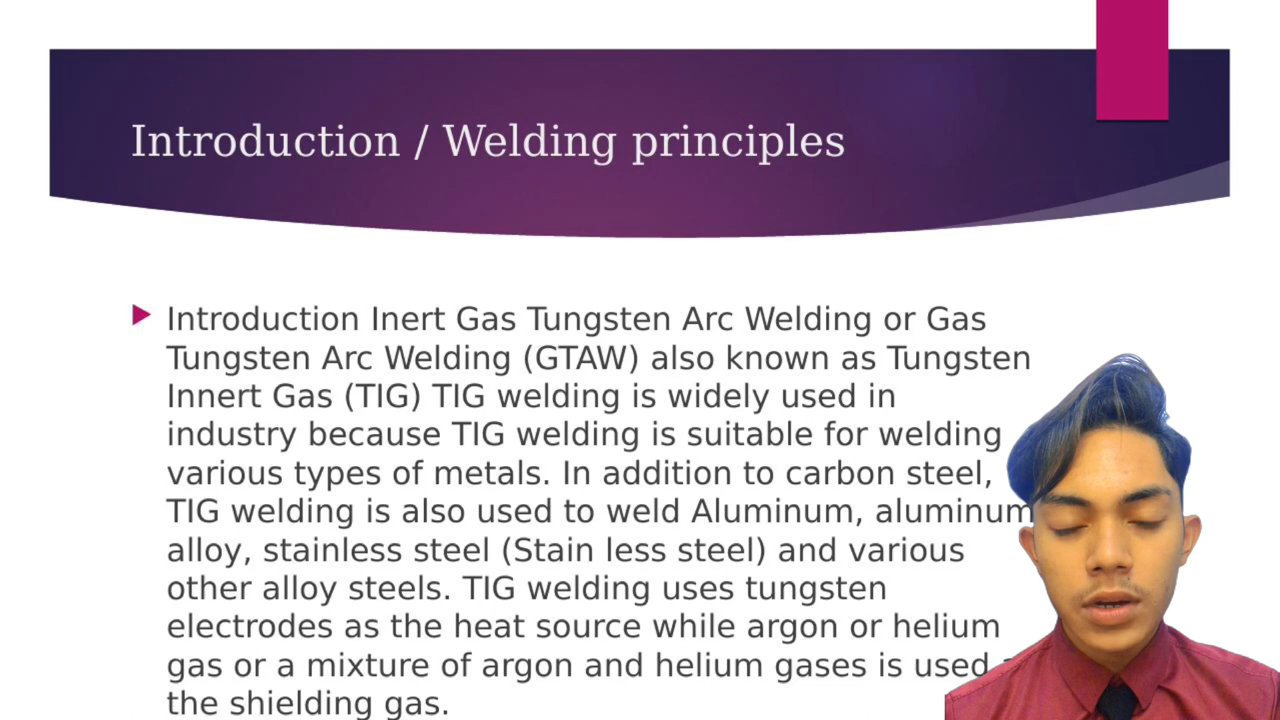 Introduction / Welding principles
Introduction Inert Gas Tungsten Arc Welding or Gas
Tungsten Arc Welding (GTAW) also known as Tungsten
Innert Gas (TIG) TIG welding is widely used in
industry because TIG welding is suitable for welding
various types of metals. In addition to carbon steel,
TIG welding is also used to weld Aluminum, aluminum
alloy, stainless steel (Stain less steel) and various
other alloy steels. TIG welding uses tungsten
electrodes as the heat source while argon or helium
gas or a mixture of argon and helium gases is used
the shielding gas.